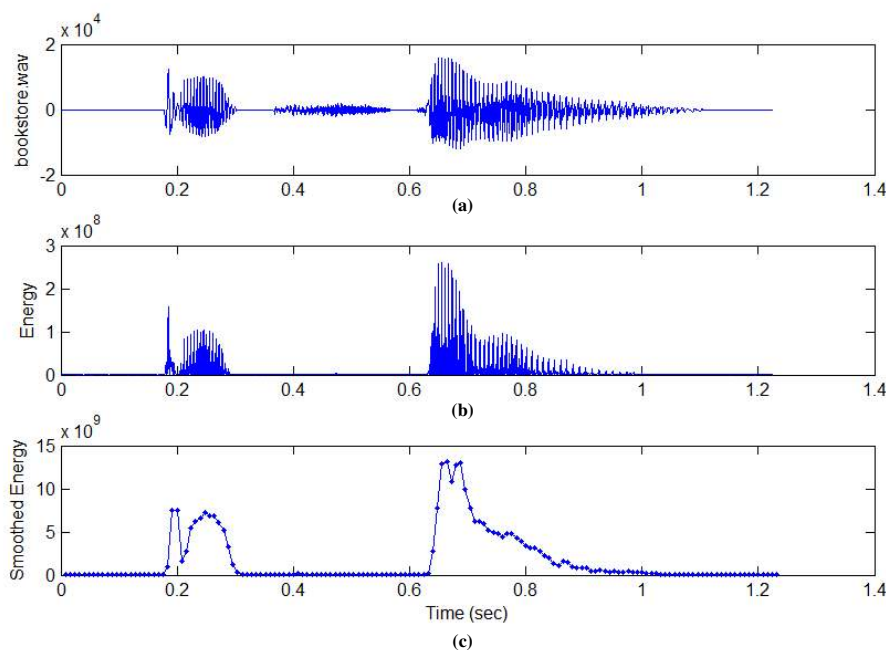 x 10^4
2
0
-2
bookstore.wav
0 0.2 0.4 0.6 0.8 1 1.2 1.4
(a)
x 10^8
3
2
1
0
Energy
0 0.2 0.4 0.6 0.8 1 1.2 1.4
(b)
x 10^9
15
10
5
0
Smoothed Energy
0 0.2 0.4 0.6 0.8 1 1.2 1.4
Time (sec)
(c)